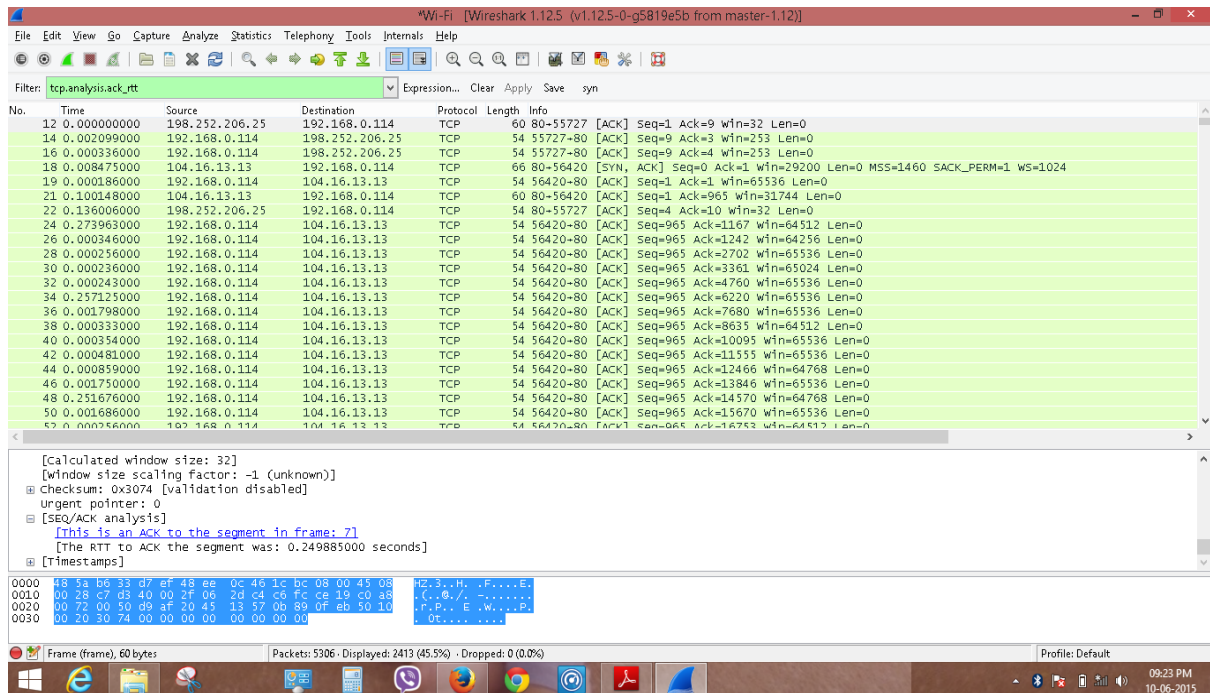 *Wi-Fi [Wireshark 1.12.5 (v1.12.5-0-g5819e5b from master-1.12)]
File Edit View Go Capture Analyze Statistics Telephony Tools Internals Help
Filter: tcp.analysis.ack_rtt Expression... Clear Apply Save syn
No. Time Source Destination Protocol Length Info
12 0.000000000 198.252.206.25 192.168.0.114 TCP 60 80→55727 [ACK] Seq=1 Ack=9 Win=32 Len=0
14 0.002099000 192.168.0.114 198.252.206.25 TCP 54 55727→80 [ACK] Seq=9 Ack=3 Win=253 Len=0
16 0.000336000 192.168.0.114 198.252.206.25 TCP 54 55727→80 [ACK] Seq=9 Ack=4 Win=253 Len=0
18 0.008475000 104.16.13.13 192.168.0.114 TCP 66 80→56420 [SYN, ACK] Seq=0 Ack=1 Win=29200 Len=0 MSS=1460 SACK_PERM=1 WS=1024
19 0.000186000 192.168.0.114 104.16.13.13 TCP 54 56420→80 [ACK] Seq=1 Ack=1 Win=65536 Len=0
21 0.100148000 104.16.13.13 192.168.0.114 TCP 60 80→56420 [ACK] Seq=1 Ack=965 Win=31744 Len=0
22 0.136006000 198.252.206.25 192.168.0.114 TCP 54 80→55727 [ACK] Seq=4 Ack=10 Win=32 Len=0
24 0.273963000 192.168.0.114 104.16.13.13 TCP 54 56420→80 [ACK] Seq=965 Ack=1167 Win=64512 Len=0
26 0.000346000 192.168.0.114 104.16.13.13 TCP 54 56420→80 [ACK] Seq=965 Ack=1242 Win=64256 Len=0
28 0.000256000 192.168.0.114 104.16.13.13 TCP 54 56420→80 [ACK] Seq=965 Ack=2702 Win=65536 Len=0
30 0.000236000 192.168.0.114 104.16.13.13 TCP 54 56420→80 [ACK] Seq=965 Ack=3361 Win=65024 Len=0
32 0.000243000 192.168.0.114 104.16.13.13 TCP 54 56420→80 [ACK] Seq=965 Ack=4760 Win=65536 Len=0
34 0.257125000 192.168.0.114 104.16.13.13 TCP 54 56420→80 [ACK] Seq=965 Ack=6220 Win=65536 Len=0
36 0.001798000 192.168.0.114 104.16.13.13 TCP 54 56420→80 [ACK] Seq=965 Ack=7680 Win=65536 Len=0
38 0.000333000 192.168.0.114 104.16.13.13 TCP 54 56420→80 [ACK] Seq=965 Ack=8635 Win=64512 Len=0
40 0.000354000 192.168.0.114 104.16.13.13 TCP 54 56420→80 [ACK] Seq=965 Ack=10095 Win=65536 Len=0
42 0.000481000 192.168.0.114 104.16.13.13 TCP 54 56420→80 [ACK] Seq=965 Ack=11555 Win=65536 Len=0
44 0.000859000 192.168.0.114 104.16.13.13 TCP 54 56420→80 [ACK] Seq=965 Ack=12466 Win=64768 Len=0
46 0.001750000 192.168.0.114 104.16.13.13 TCP 54 56420→80 [ACK] Seq=965 Ack=13846 Win=65536 Len=0
48 0.251676000 192.168.0.114 104.16.13.13 TCP 54 56420→80 [ACK] Seq=965 Ack=14570 Win=64768 Len=0
50 0.001686000 192.168.0.114 104.16.13.13 TCP 54 56420→80 [ACK] Seq=965 Ack=15670 Win=65536 Len=0
52 0.000256000 192.168.0.114 104.16.13.13 TCP 54 56420→80 [ACK] Seq=965 Ack=16753 Win=64512 Len=0
[Calculated window size: 32]
[Window size scaling factor: -1 (unknown)]
Checksum: 0x3074 [validation disabled]
Urgent pointer: 0
[SEQ/ACK analysis]
[This is an ACK to the segment in frame: 7]
[The RTT to ACK the segment was: 0.249885000 seconds]
[Timestamps]
0000 48 5a b6 33 d7 ef 48 ee 0c 46 1c bc 08 00 45 08 HZ.3..H. .F....E.
0010 00 28 c7 d3 40 00 2f 06 2d c4 c6 fc ce 19 c0 a8 .(..@./. -.......
0020 00 72 00 50 d9 af 20 45 13 57 0b 89 0f eb 50 10 .r.P.. E .W....P.
0030 00 20 30 74 00 00 00 00 00 00 00 00 . 0t.... ....
Frame (frame), 60 bytes Packets: 5306 · Displayed: 2413 (45.5%) · Dropped: 0 (0.0%) Profile: Default
09:23 PM
10-06-2015